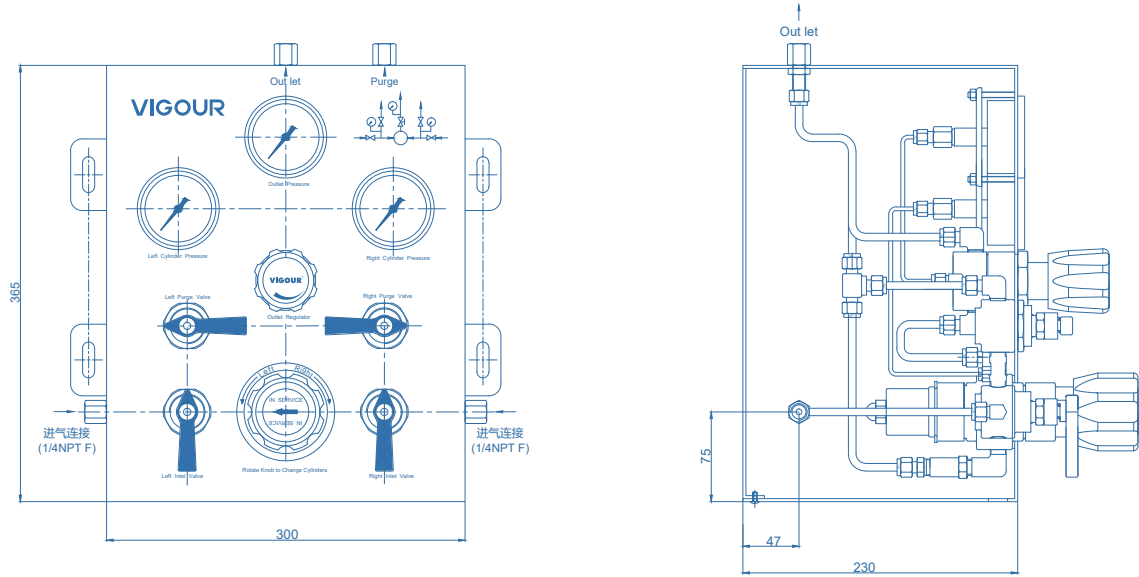 Out let
Purge
VIGOUR
Outlet Pressure
Left Cylinder Pressure
Right Cylinder Pressure
VIGOUR
Outlet Regulator
Left Purge Valve
Right Purge Valve
Left
Right
IN SERVICE
IN SERVICE
进气连接
(1/4NPT F)
进气连接
(1/4NPT F)
Left Inlet Valve
Rotate Knob to Change Cylinders
Right Inlet Valve
365
300
Out let
75
47
230